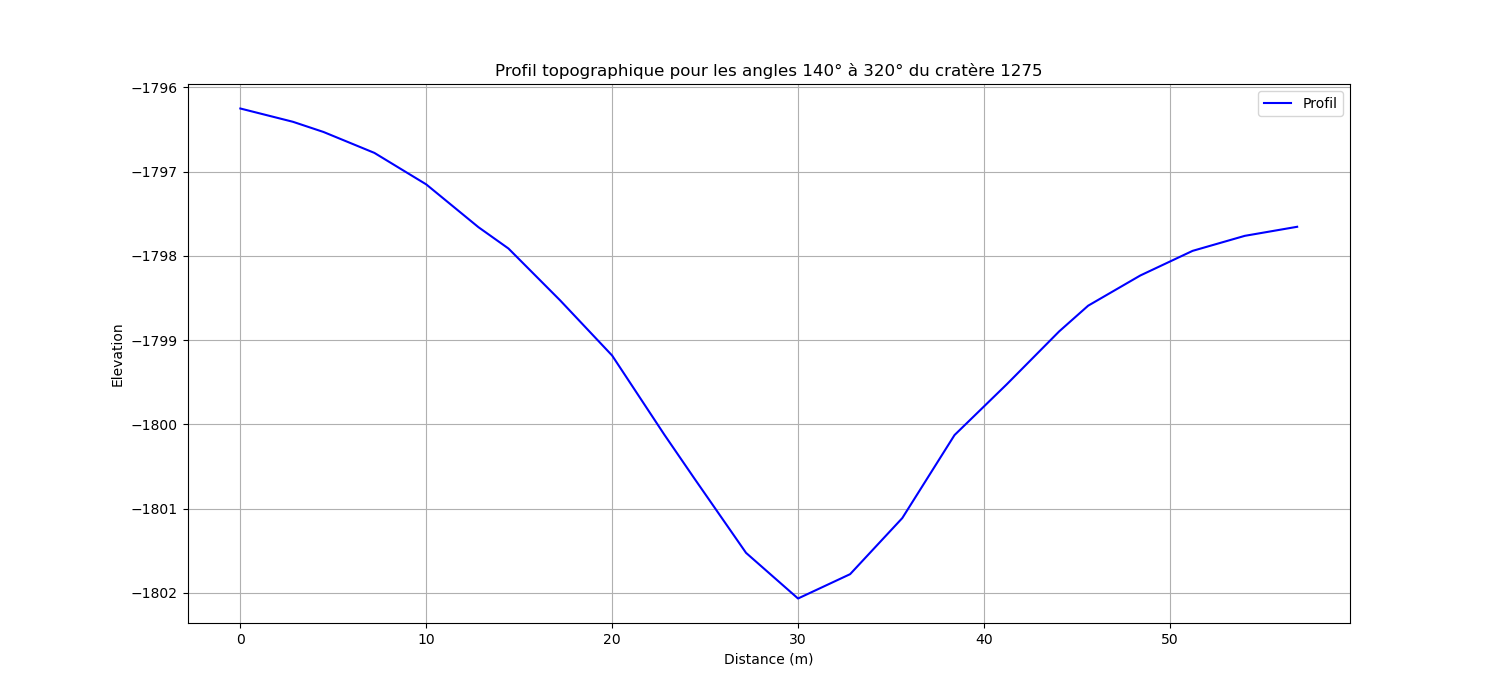 Profil topographique pour les angles 140° à 320° du cratère 1275
Profil
−1796
−1797
−1798
−1799
−1800
−1801
−1802
Elevation
0 10 20 30 40 50
Distance (m)